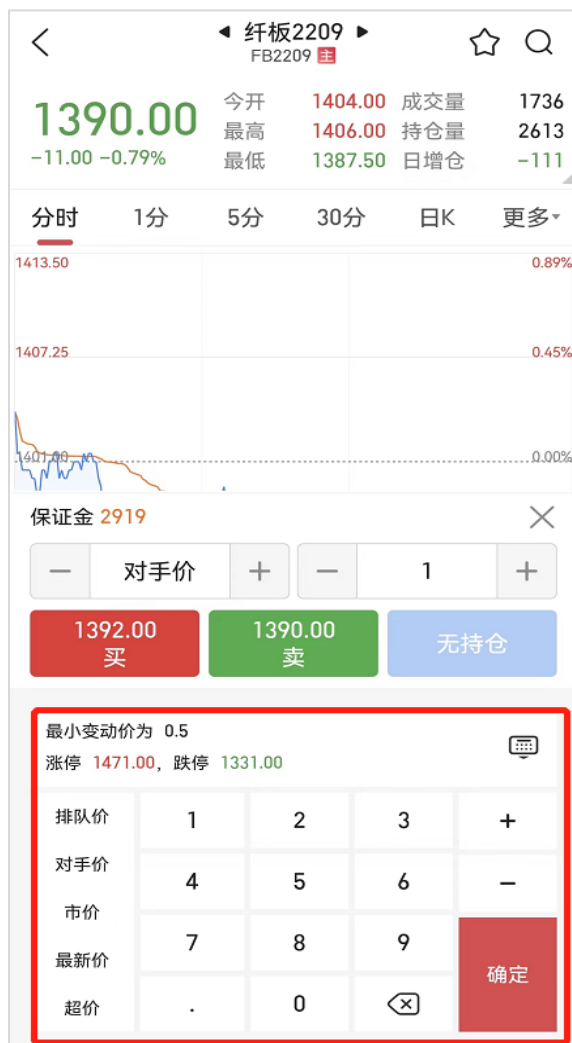 纤板2209
FB2209 主
1390.00
-11.00 -0.79%
今开 1404.00 成交量 1736
最高 1406.00 持仓量 2613
最低 1387.50 日增仓 -111
分时 1分 5分 30分 日K 更多
1413.50 0.89%
1407.25 0.45%
1401.00 0.00%
保证金 2919
− 对手价 + − 1 +
1392.00 1390.00
买 卖 无持仓
最小变动价为 0.5
涨停 1471.00, 跌停 1331.00
排队价 1 2 3 +
对手价 4 5 6 −
市价
最新价 7 8 9 确定
超价 . 0